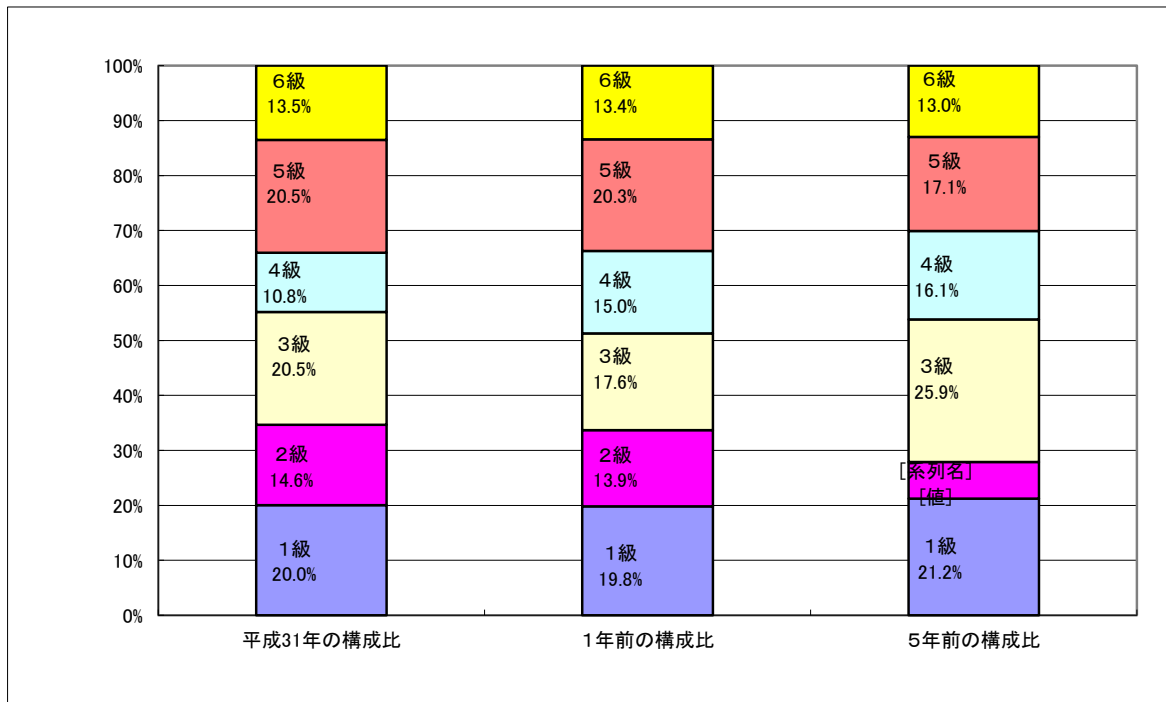 100%
90%
80%
70%
60%
50%
40%
30%
20%
10%
0%
6級
13.5%
5級
20.5%
4級
10.8%
3級
20.5%
2級
14.6%
1級
20.0%
6級
13.4%
5級
20.3%
4級
15.0%
3級
17.6%
2級
13.9%
1級
19.8%
6級
13.0%
5級
17.1%
4級
16.1%
3級
25.9%
[系列名]
[値]
1級
21.2%
平成31年の構成比
1年前の構成比
5年前の構成比